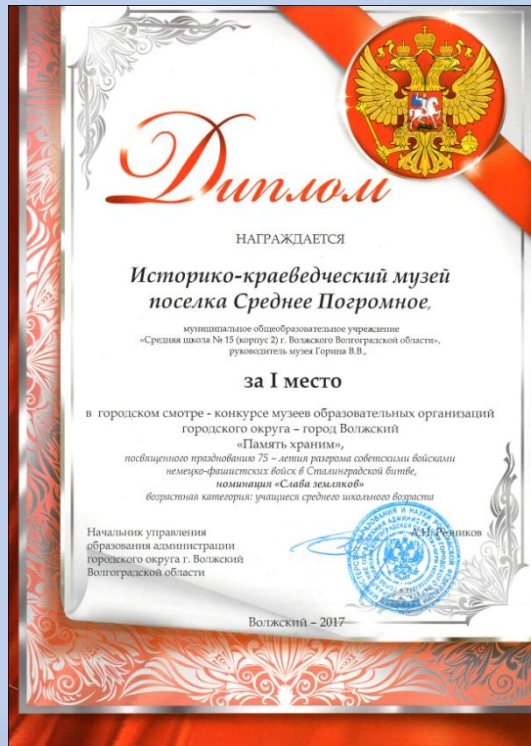 Диплом
НАГРАЖДАЕТСЯ
Историко-краеведческий музей
поселка Среднее Погромное,
муниципальное общеобразовательное учреждение
«Средняя школа № 15 (корпус 2) г. Волжского Волгоградской области»,
руководитель музея Горина В.В.,
за I место
в городском смотре - конкурсе музеев образовательных организаций
городского округа – город Волжский
«Память храним»,
посвященного празднованию 75 – летия разгрома советскими войсками
немецко-фашистских войск в Сталинградской битве,
номинация «Слава земляков»
возрастная категория: учащиеся среднего школьного возраста
Начальник управления
образования администрации
городского округа г. Волжский
Волгоградской области
А.Н. Резников
Волжский – 2017